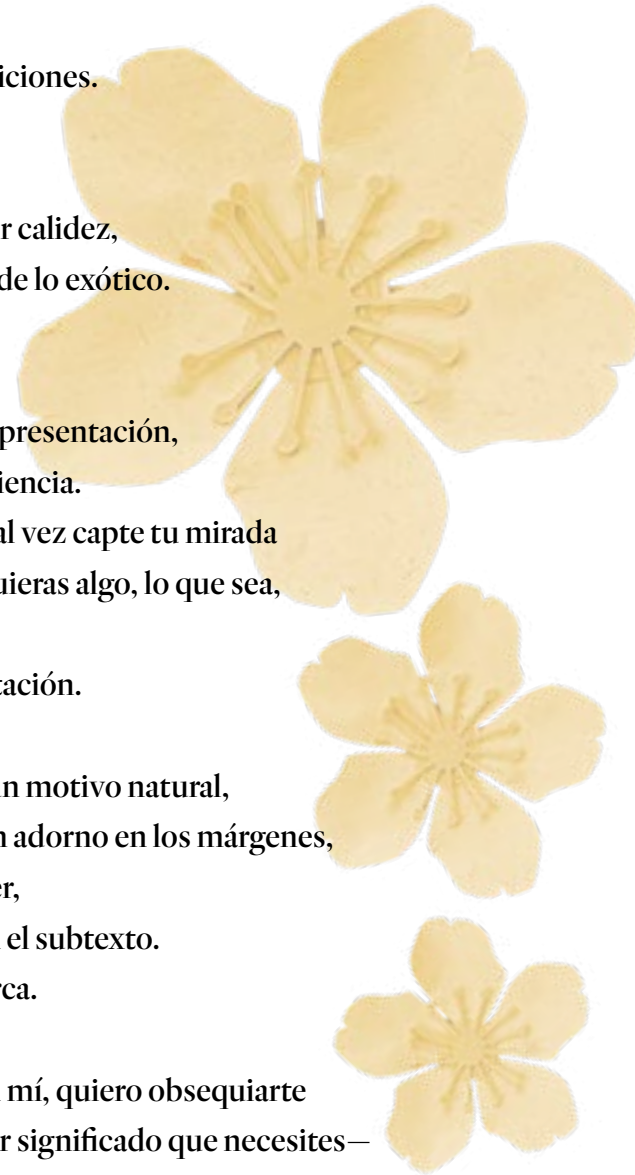 iciones.
r calidez,
de lo exótico.
presentación,
iencia.
al vez capte tu mirada
uieras algo, lo que sea,
tación.
n motivo natural,
n adorno en los márgenes,
er,
el subtexto.
rca.
mí, quiero obsequiarte
r significado que necesites—